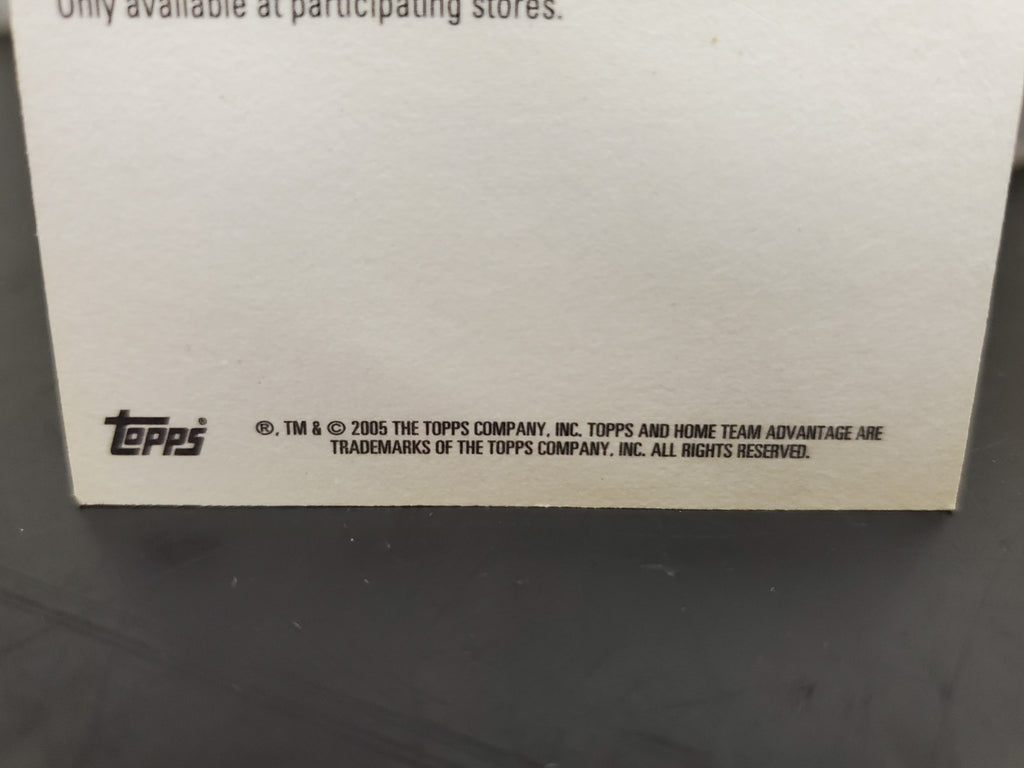 Only available at participating stores.
TOPPS®
®, TM & © 2005 THE TOPPS COMPANY, INC. TOPPS AND HOME TEAM ADVANTAGE ARE
TRADEMARKS OF THE TOPPS COMPANY, INC. ALL RIGHTS RESERVED.